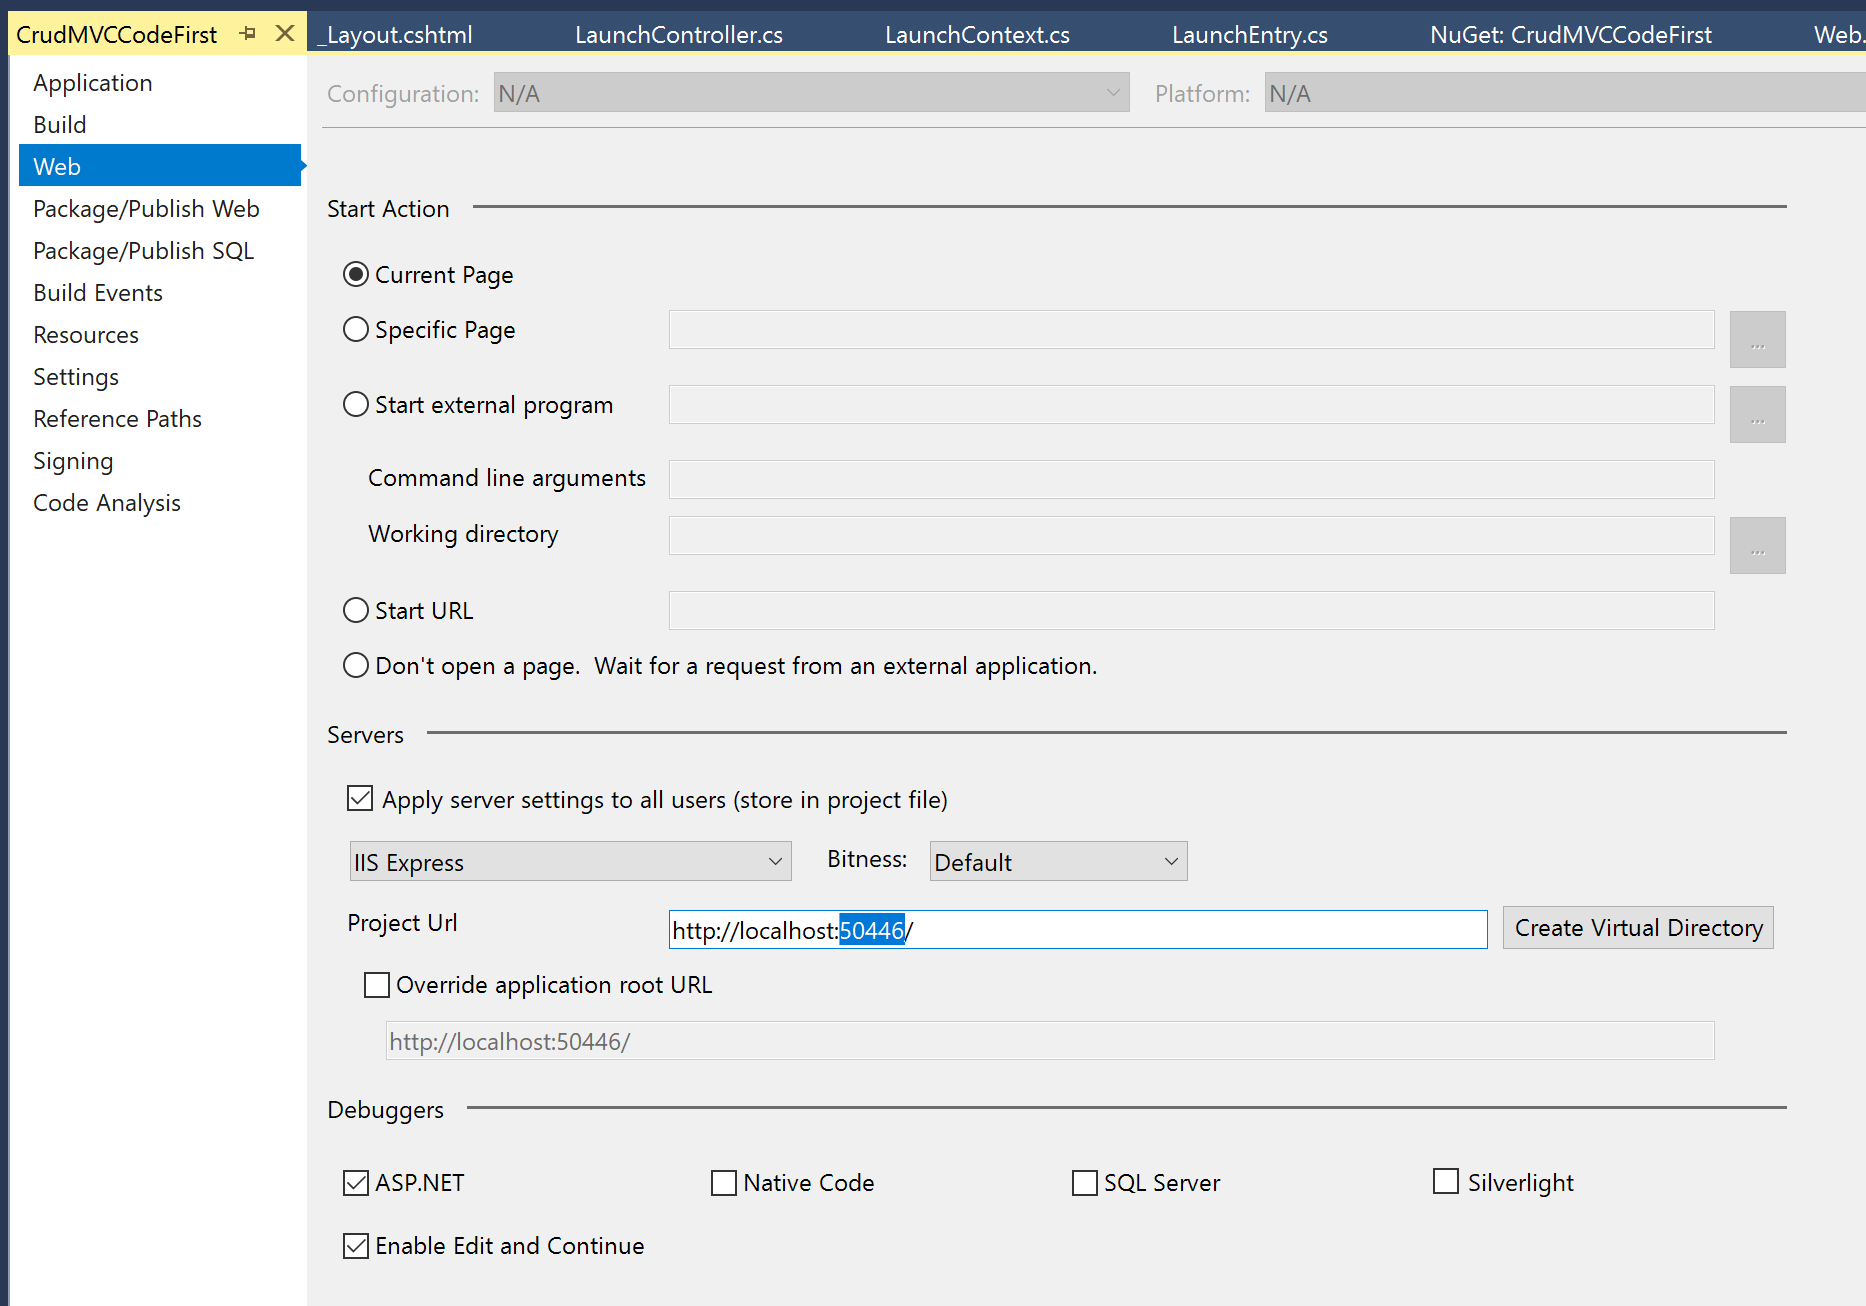 CrudMVCCodeFirst _Layout.cshtml LaunchController.cs LaunchContext.cs LaunchEntry.cs NuGet: CrudMVCCodeFirst Web.
Application
Build
Web
Package/Publish Web
Package/Publish SQL
Build Events
Resources
Settings
Reference Paths
Signing
Code Analysis
Configuration: N/A Platform: N/A
Start Action
Current Page
Specific Page ...
Start external program ...
Command line arguments
Working directory ...
Start URL
Don't open a page. Wait for a request from an external application.
Servers
Apply server settings to all users (store in project file)
IIS Express Bitness: Default
Project Url http://localhost:50446/ Create Virtual Directory
Override application root URL
http://localhost:50446/
Debuggers
ASP.NET Native Code SQL Server Silverlight
Enable Edit and Continue